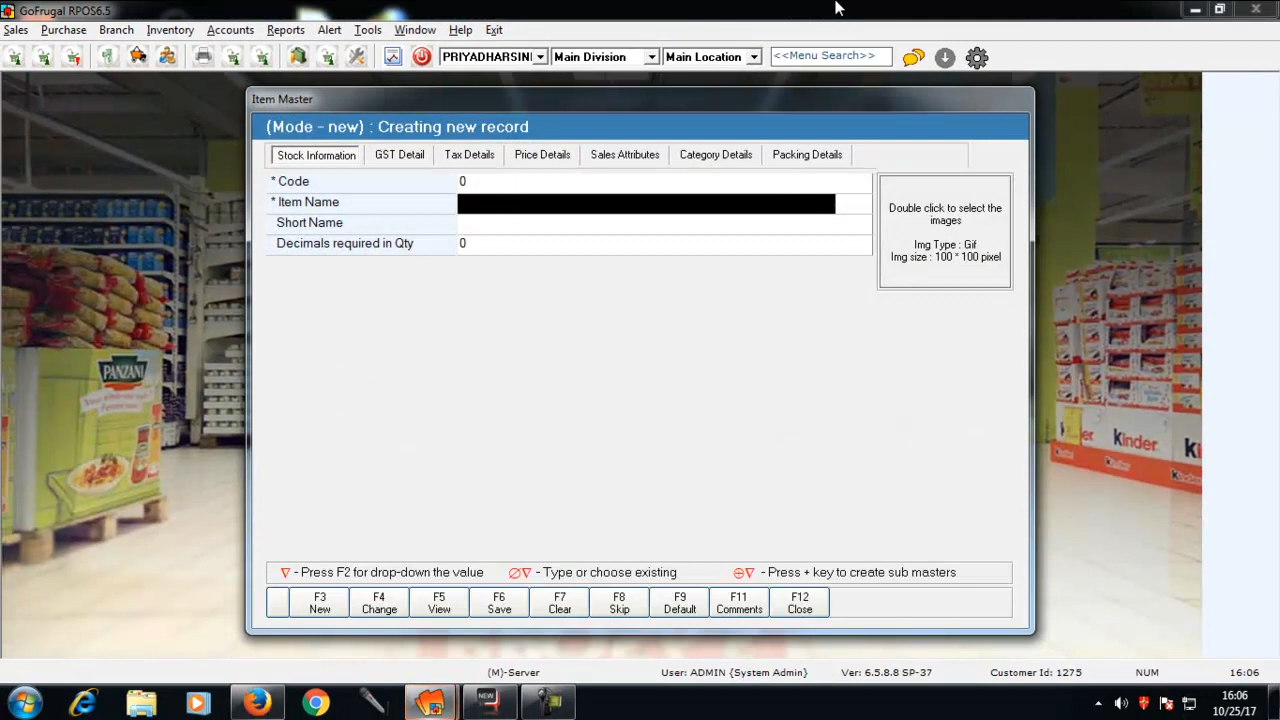 GoFrugal RPOS6.5
Sales Purchase Branch Inventory Accounts Reports Alert Tools Window Help Exit
PRIYADHARSINI Main Division Main Location <<Menu Search>>
Item Master
(Mode - new) : Creating new record
Stock Information GST Detail Tax Details Price Details Sales Attributes Category Details Packing Details
* Code 0
* Item Name
Short Name
Decimals required in Qty 0
Double click to select the
images
Img Type : Gif
Img size : 100 * 100 pixel
PANZANI
kinder
kinder
- Press F2 for drop-down the value - Type or choose existing - Press + key to create sub masters
F3 New
F4 Change
F5 View
F6 Save
F7 Clear
F8 Skip
F9 Default
F11 Comments
F12 Close
(M)-Server User: ADMIN {System Admin} Ver: 6.5.8.8 SP-37 Customer Id: 1275 NUM 16:06
NEW
16:06
10/25/17